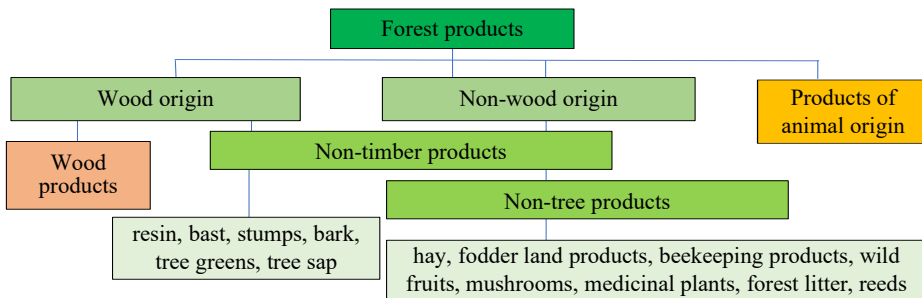 Forest products
Wood origin
Non-wood origin
Products of
animal origin
Non-timber products
Wood
products
Non-tree products
resin, bast, stumps, bark,
tree greens, tree sap
hay, fodder land products, beekeeping products, wild
fruits, mushrooms, medicinal plants, forest litter, reeds